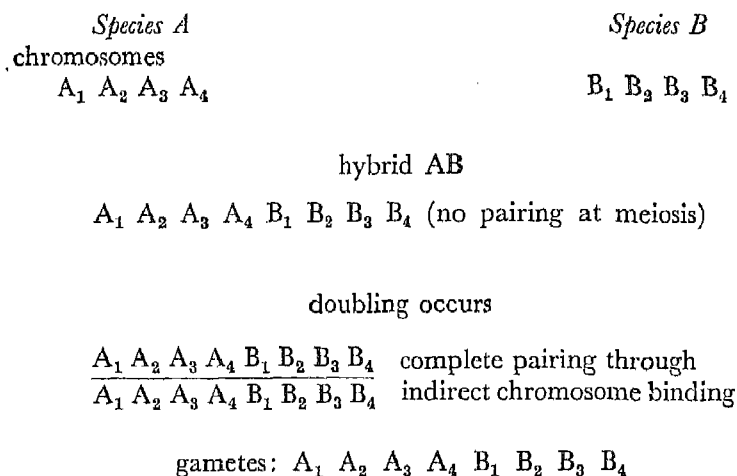 Species A Species B
chromosomes
A₁ A₂ A₃ A₄ B₁ B₂ B₃ B₄
hybrid AB
A₁ A₂ A₃ A₄ B₁ B₂ B₃ B₄ (no pairing at meiosis)
doubling occurs
A₁ A₂ A₃ A₄ B₁ B₂ B₃ B₄ complete pairing through
A₁ A₂ A₃ A₄ B₁ B₂ B₃ B₄ indirect chromosome binding
gametes: A₁ A₂ A₃ A₄ B₁ B₂ B₃ B₄